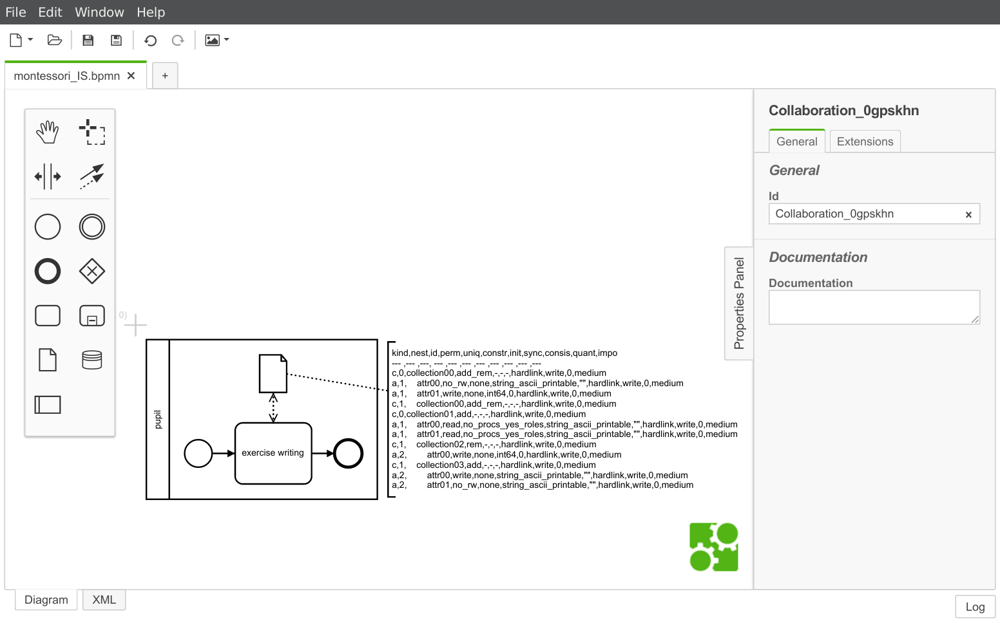 File Edit Window Help
montessori_IS.bpmn ✕ +
Collaboration_0gpskhn
General Extensions
General
Id
Collaboration_0gpskhn x
Documentation
Documentation
Properties Panel
0)
pupil
exercise writing
kind,nest,id,perm,uniq,constr,init,sync,consis,quant,impo
--- ,--- ,---, --- ,--- ,--- ,--- ,--- ,--- ,--- ,---
c,0,collection00,add_rem,-,-,-,hardlink,write,0,medium
a,1,    attr00,no_rw,none,string_ascii_printable,"",hardlink,write,0,medium
a,1,    attr01,write,none,int64,0,hardlink,write,0,medium
c,1,    collection00,add_rem,-,-,-,hardlink,write,0,medium
c,0,collection01,add,-,-,-,hardlink,write,0,medium
a,1,    attr00,read,no_procs_yes_roles,string_ascii_printable,"",hardlink,write,0,medium
a,1,    attr01,read,no_procs_yes_roles,string_ascii_printable,"",hardlink,write,0,medium
c,1,    collection02,rem,-,-,-,hardlink,write,0,medium
a,2,        attr00,write,none,int64,0,hardlink,write,0,medium
c,1,    collection03,add,-,-,-,hardlink,write,0,medium
a,2,        attr00,write,none,string_ascii_printable,"",hardlink,write,0,medium
a,2,        attr01,no_rw,none,string_ascii_printable,"",hardlink,write,0,medium
Diagram XML
Log